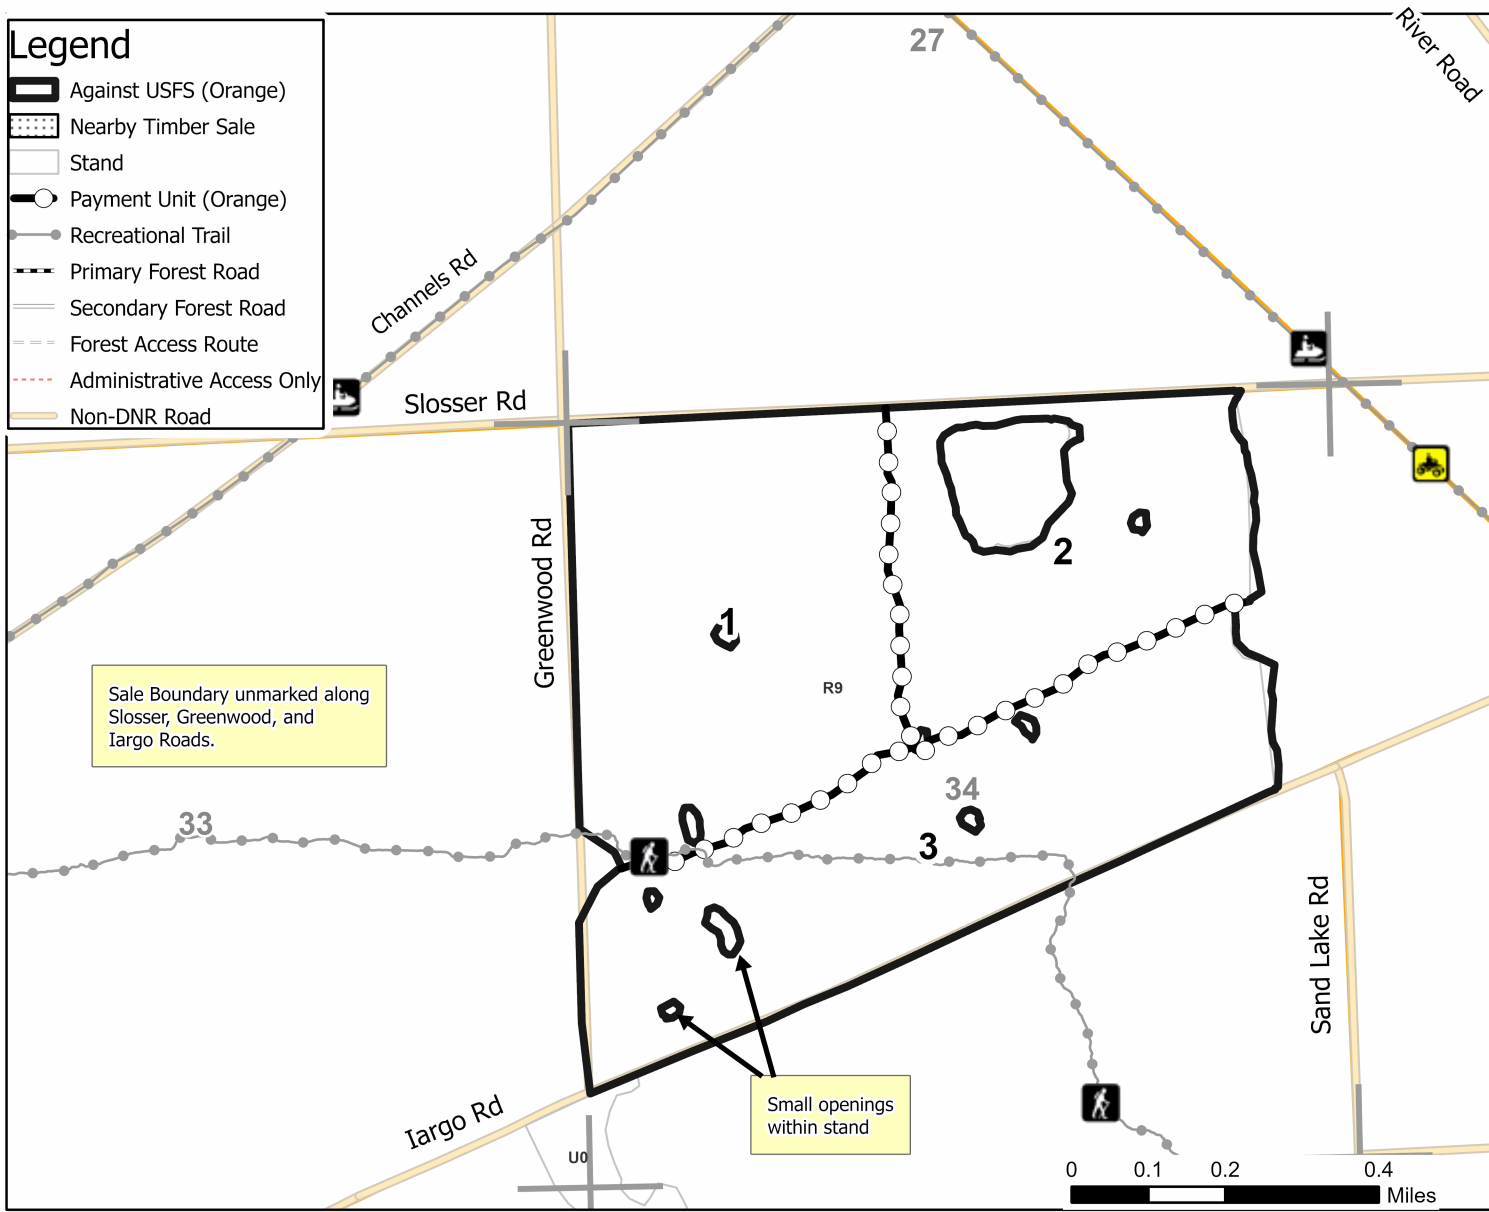 Legend
Against USFS (Orange)
Nearby Timber Sale
Stand
Payment Unit (Orange)
Recreational Trail
Primary Forest Road
Secondary Forest Road
Forest Access Route
Administrative Access Only
Non-DNR Road
27
River Road
Channels Rd
Slosser Rd
Greenwood Rd
2
1
R9
Sale Boundary unmarked along
Slosser, Greenwood, and
Iargo Roads.
34
33
3
Sand Lake Rd
Small openings
within stand
Iargo Rd
U0
0 0.1 0.2 0.4
Miles